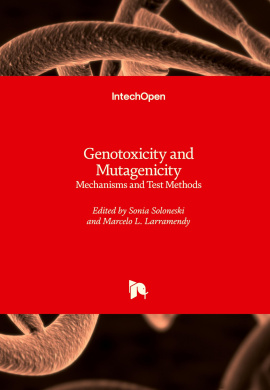 IntechOpen
Genotoxicity and
Mutagenicity
Mechanisms and Test Methods
Edited by Sonia Soloneski
and Marcelo L. Larramendy